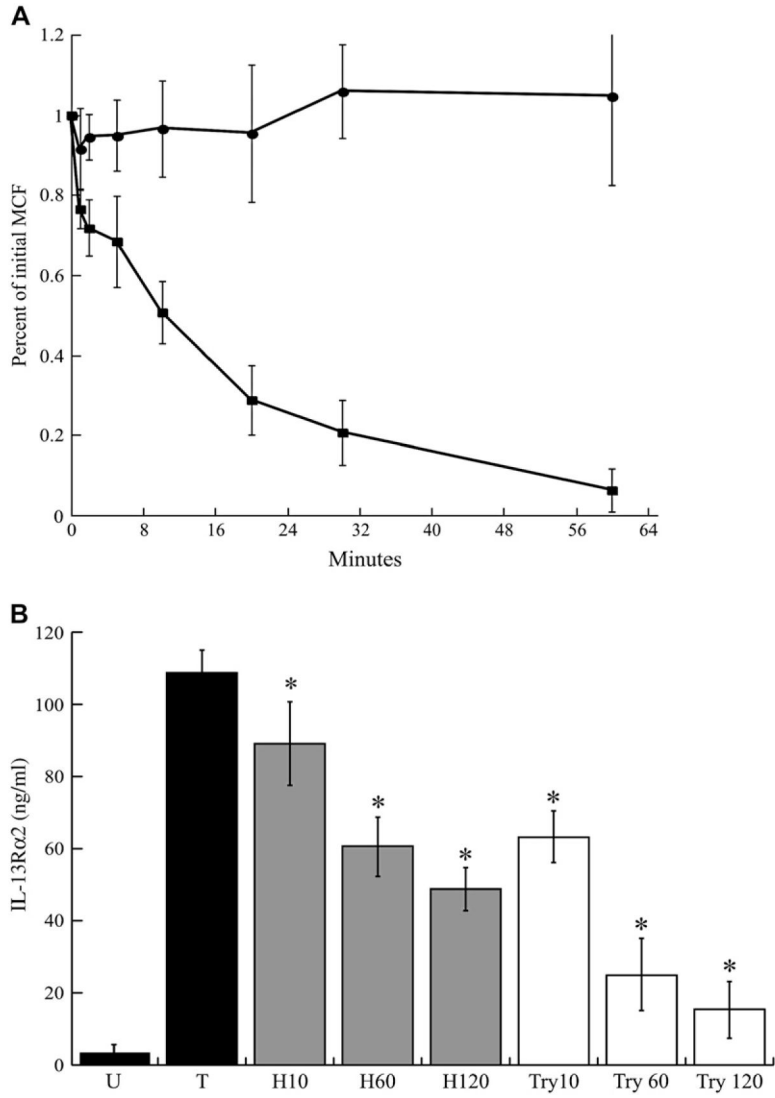 A
1.2
1
0.8
0.6
0.4
0.2
0
Percent of initial MCF
0 8 16 24 32 40 48 56 64
Minutes
B
120
100
80
60
40
20
0
IL-13Rα2 (ng/ml)
* * * * * *
U T H10 H60 H120 Try10 Try 60 Try 120